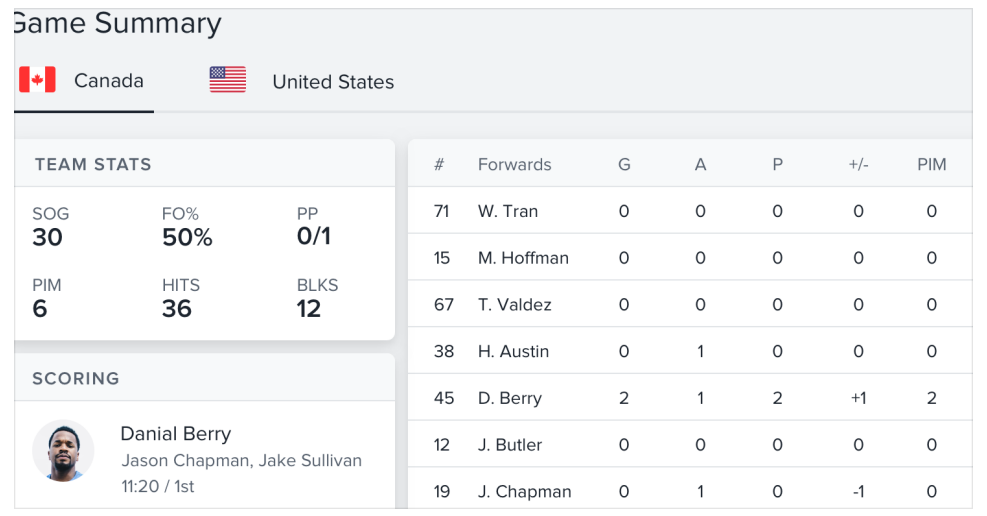 Game Summary
Canada
United States
TEAM STATS
SOG FO% PP
30 50% 0/1
PIM HITS BLKS
6 36 12
SCORING
Danial Berry
Jason Chapman, Jake Sullivan
11:20 / 1st
# Forwards G A P +/- PIM
71 W. Tran 0 0 0 0 0
15 M. Hoffman 0 0 0 0 0
67 T. Valdez 0 0 0 0 0
38 H. Austin 0 1 0 0 0
45 D. Berry 2 1 2 +1 2
12 J. Butler 0 0 0 0 0
19 J. Chapman 0 1 0 -1 0